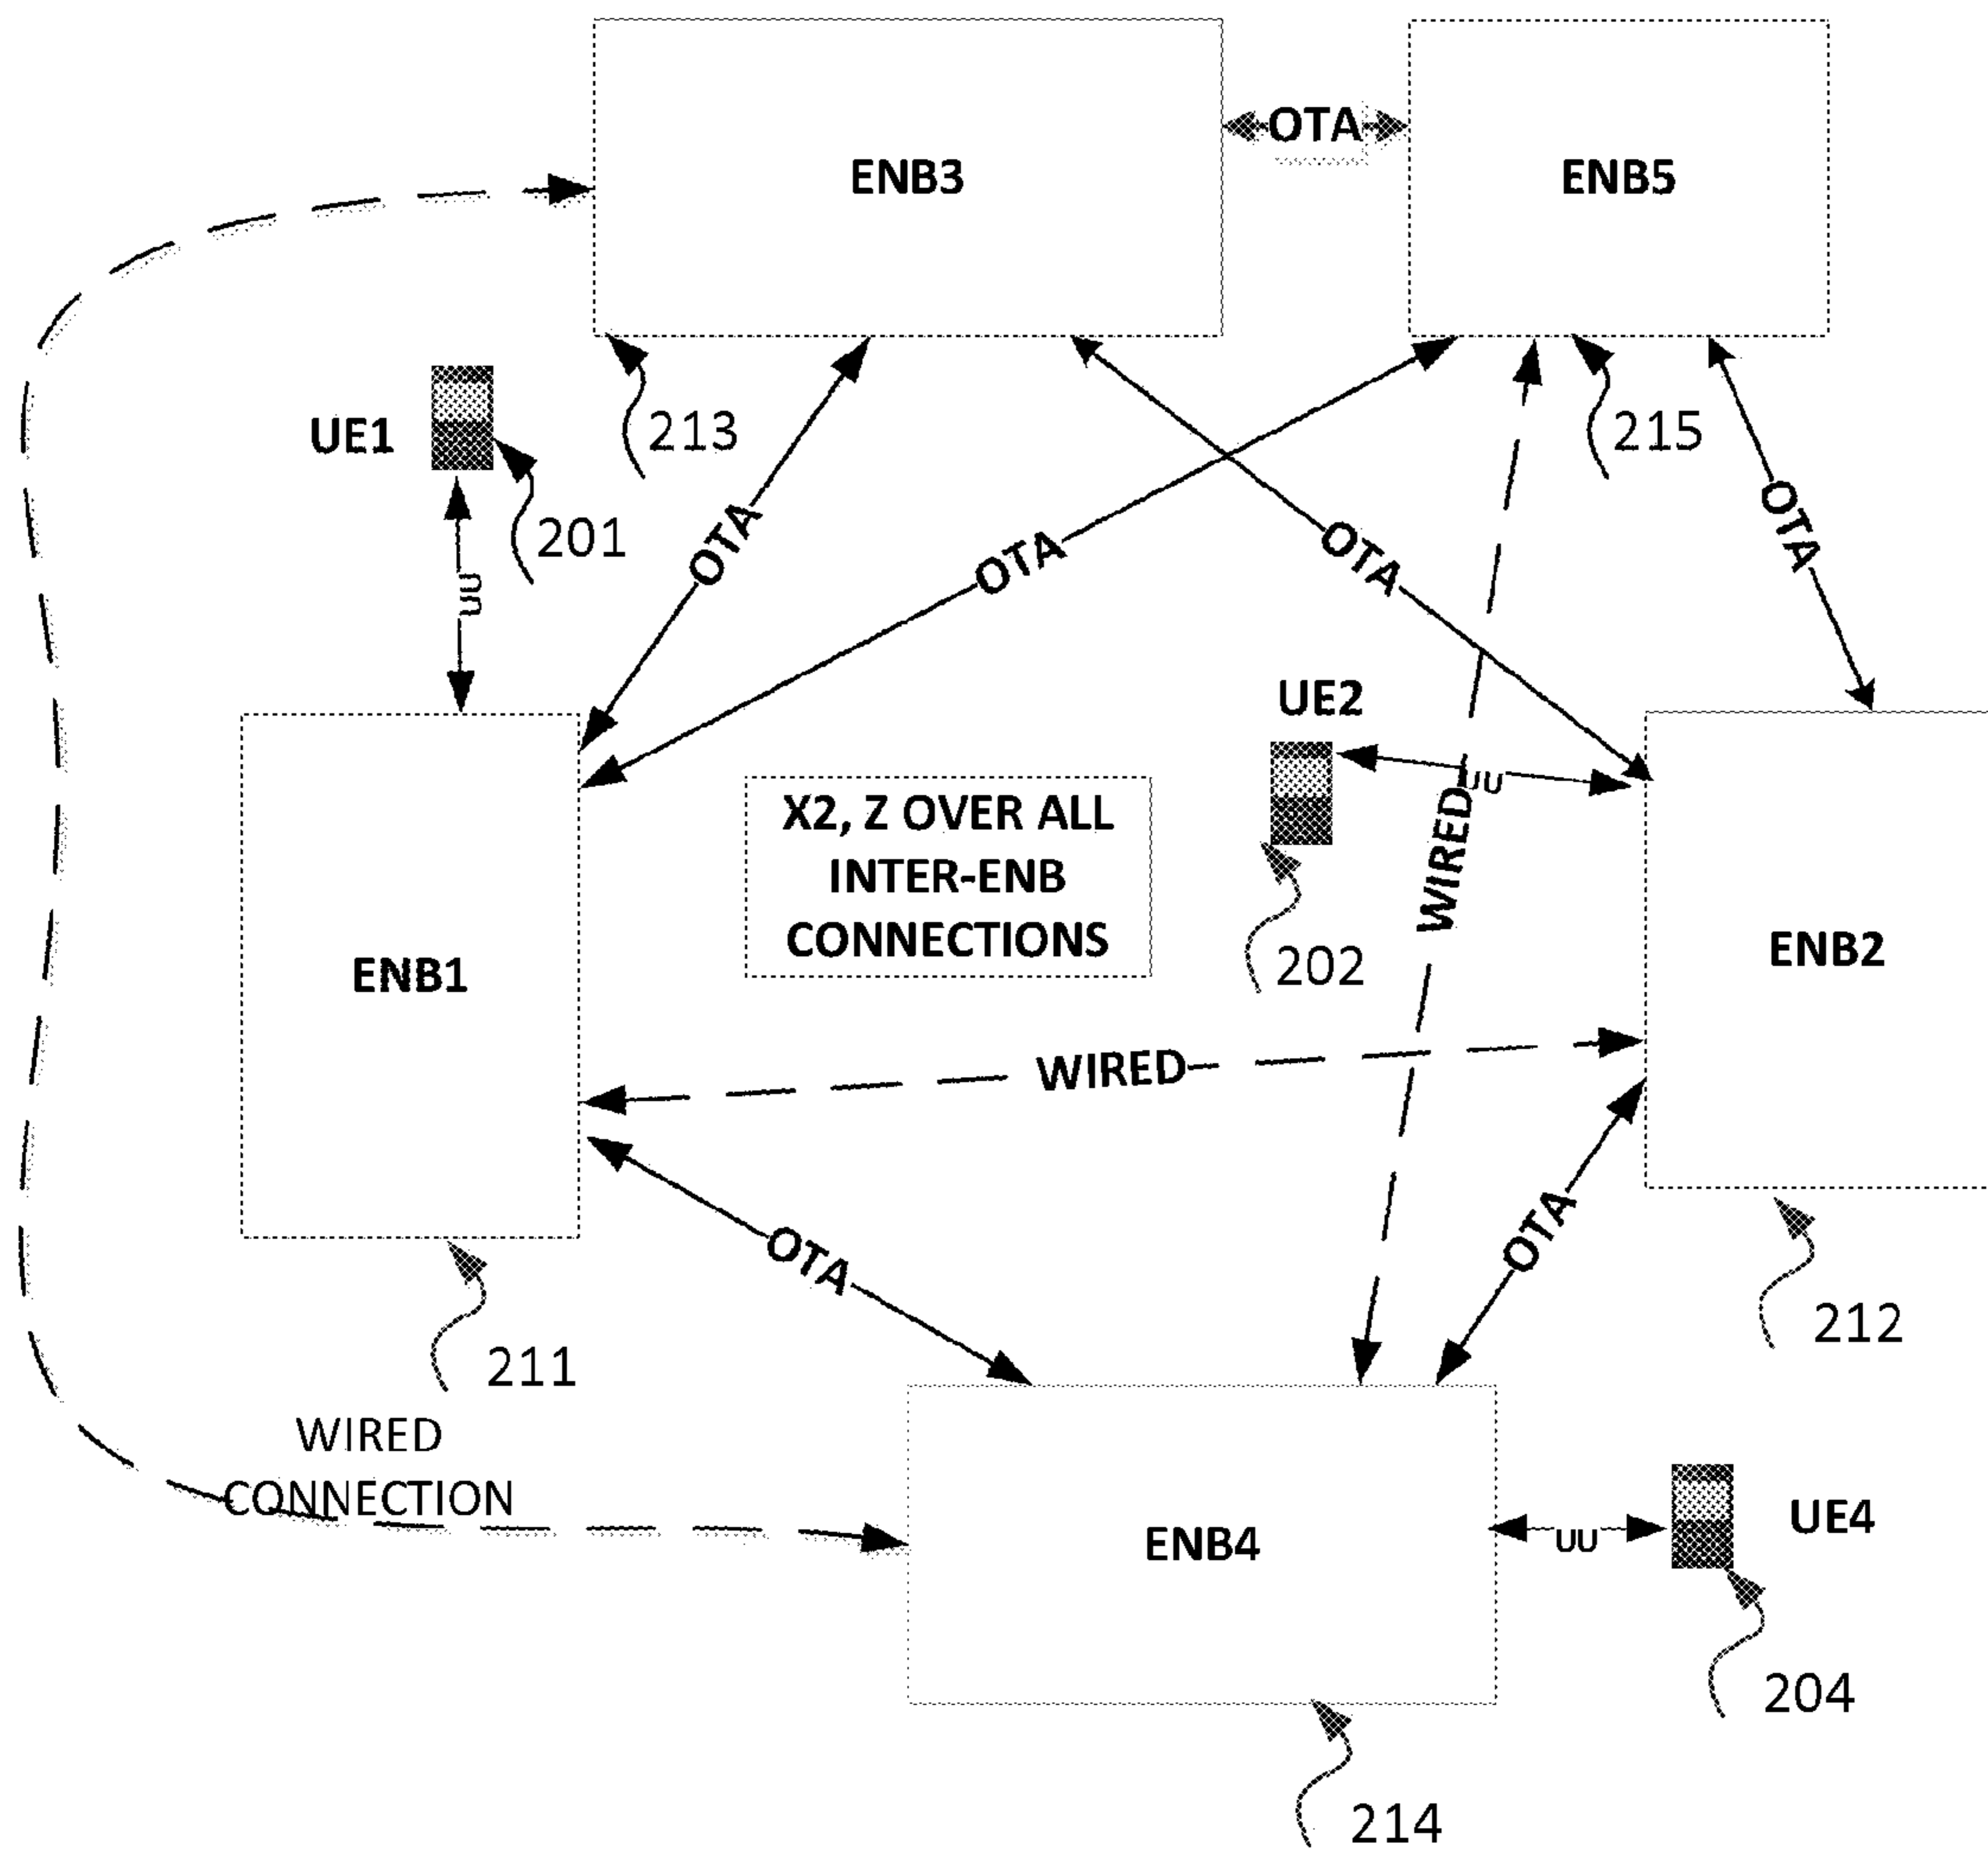 OTA
ENB3
ENB5
UE1
213
215
201
OTA
OTA
OTA
OTA
UU
UE2
UU
X2, Z OVER ALL
INTER-ENB
CONNECTIONS
WIRED
ENB1
202
ENB2
WIRED
OTA
OTA
211
212
WIRED
CONNECTION
ENB4
UU
UE4
204
214